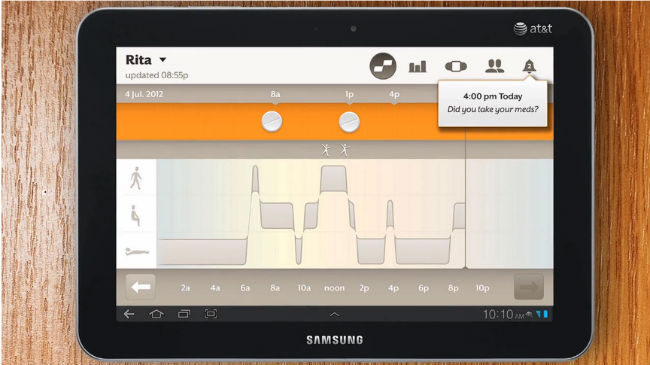 at&t
Rita
updated 08:55p
4 Jul. 2012
8a
1p
4p
2
4:00 pm Today
Did you take your meds?
2a 4a 6a 8a 10a noon 2p 4p 6p 8p 10p
10:10 AM
SAMSUNG